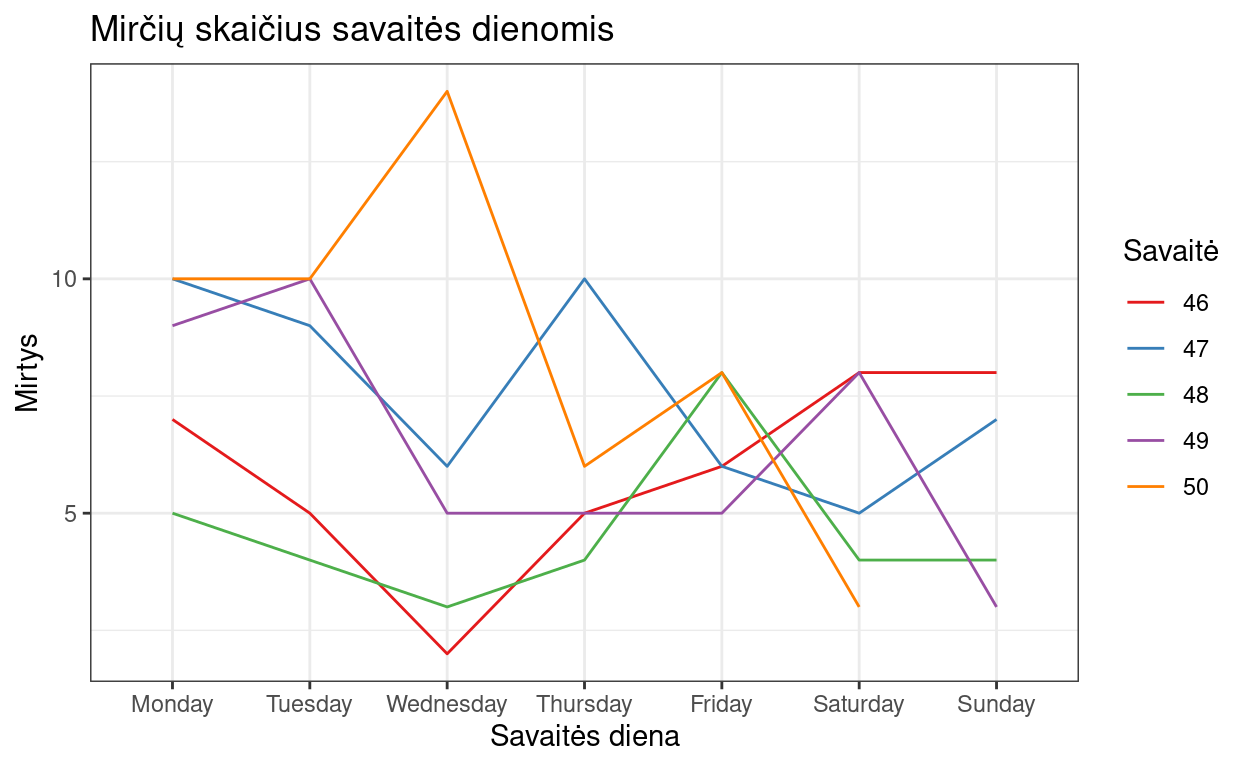 Mirčių skaičius savaitės dienomis
Mirtys
10
5
Monday Tuesday Wednesday Thursday Friday Saturday Sunday
Savaitės diena
Savaitė
46
47
48
49
50